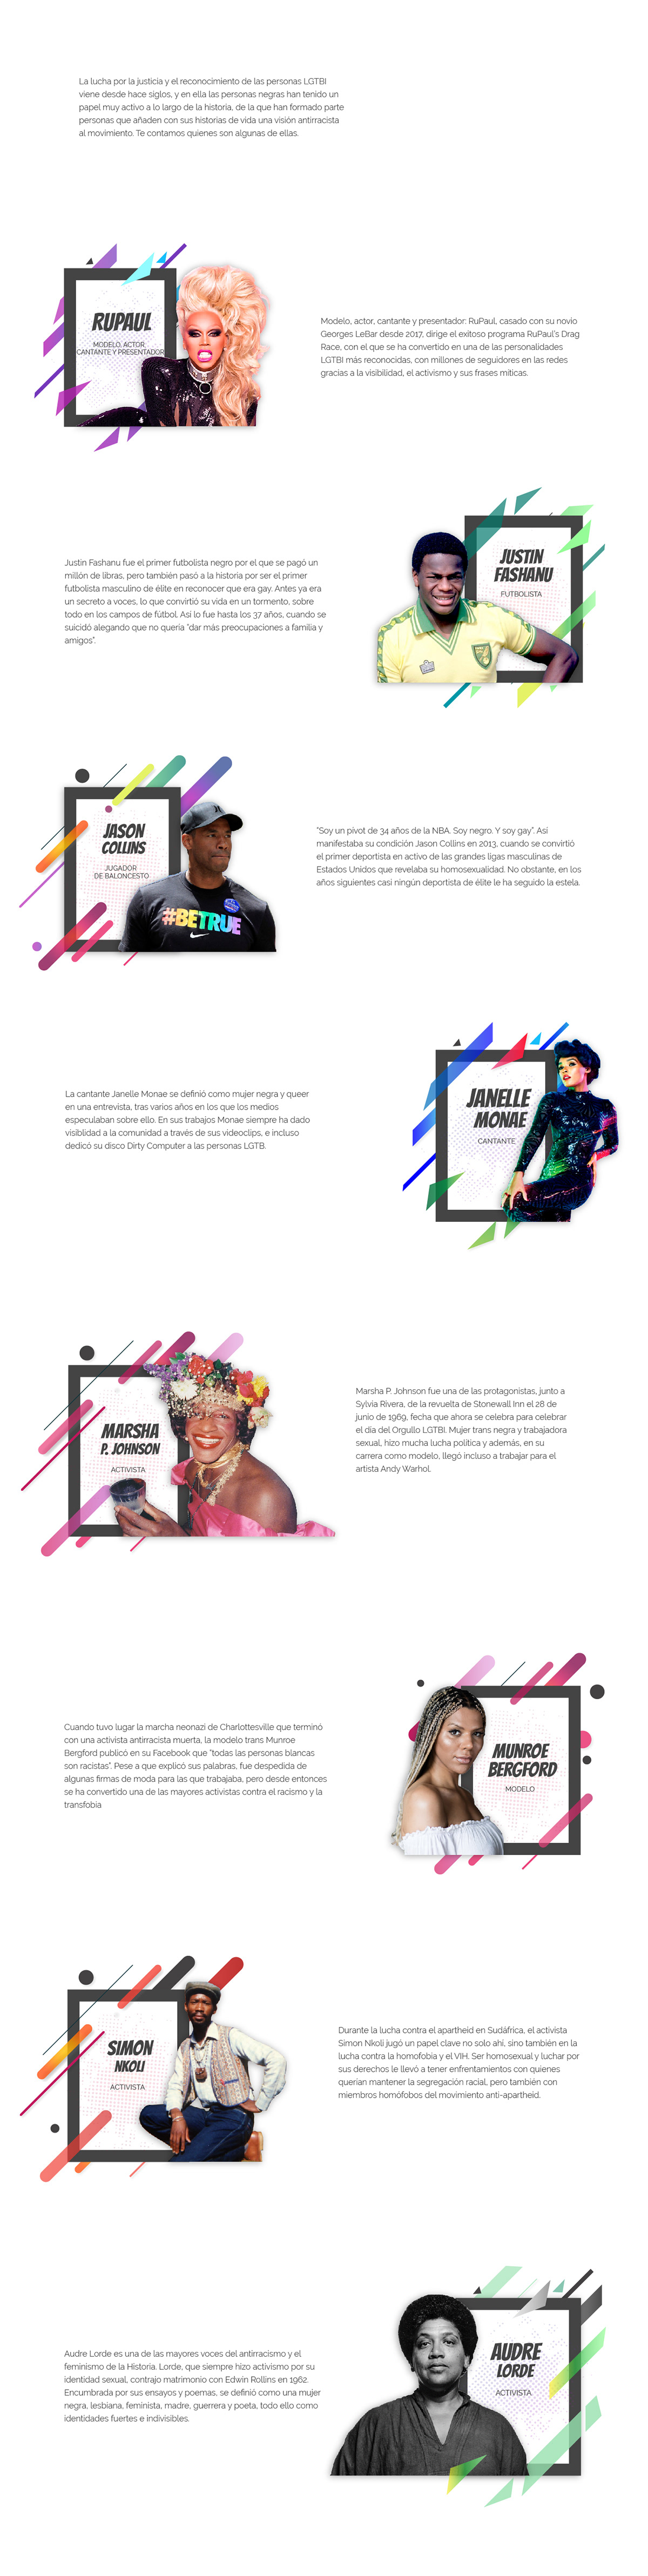 La lucha por la justicia y el reconocimiento de las personas LGTBI
viene desde hace siglos, y en ella las personas negras han tenido un
papel muy activo a lo largo de la historia, de la que han formado parte
personas que añaden con sus historias de vida una visión antirracista
al movimiento. Te contamos quienes son algunas de ellas.
RUPAUL
MODELO, ACTOR
CANTANTE Y PRESENTADOR
Modelo, actor, cantante y presentador: RuPaul, casado con su novio
Georges LeBar desde 2017, dirige el exitoso programa RuPaul's Drag
Race, con el que se ha convertido en una de las personalidades
LGTBI más reconocidas, con millones de seguidores en las redes
gracias a la visibilidad, el activismo y sus frases míticas.
Justin Fashanu fue el primer futbolista negro por el que se pagó un
millón de libras, pero también pasó a la historia por ser el primer
futbolista masculino de élite en reconocer que era gay. Antes ya era
un secreto a voces, lo que convirtió su vida en un tormento, sobre
todo en los campos de fútbol. Así lo fue hasta los 37 años, cuando se
suicidó alegando que no quería "dar más preocupaciones a familia y
amigos".
JUSTIN
FASHANU
FUTBOLISTA
JASON
COLLINS
JUGADOR
DE BALONCESTO
#BETRUE
"Soy un pívot de 34 años de la NBA. Soy negro. Y soy gay". Así
manifestaba su condición Jason Collins en 2013, cuando se convirtió
el primer deportista en activo de las grandes ligas masculinas de
Estados Unidos que revelaba su homosexualidad. No obstante, en los
años siguientes casi ningún deportista de élite le ha seguido la estela.
La cantante Janelle Monae se definió como mujer negra y queer
en una entrevista, tras varios años en los que los medios
especulaban sobre ello. En sus trabajos Monae siempre ha dado
visiblidad a la comunidad a través de sus videoclips, e incluso
dedicó su disco Dirty Computer a las personas LGTB.
JANELLE
MONAE
CANTANTE
MARSHA
P. JOHNSON
ACTIVISTA
Marsha P. Johnson fue una de las protagonistas, junto a
Sylvia Rivera, de la revuelta de Stonewall Inn el 28 de
junio de 1969, fecha que ahora se celebra para celebrar
el día del Orgullo LGTBI. Mujer trans negra y trabajadora
sexual, hizo mucha lucha política y además, en su
carrera como modelo, llegó incluso a trabajar para el
artista Andy Warhol.
Cuando tuvo lugar la marcha neonazi de Charlottesville que terminó
con una activista antirracista muerta, la modelo trans Munroe
Bergford publicó en su Facebook que "todas las personas blancas
son racistas". Pese a que explicó sus palabras, fue despedida de
algunas firmas de moda para las que trabajaba, pero desde entonces
se ha convertido una de las mayores activistas contra el racismo y la
transfobia
MUNROE
BERGFORD
MODELO
SIMON
NKOLI
ACTIVISTA
Durante la lucha contra el apartheid en Sudáfrica, el activista
Simon Nkoli jugó un papel clave no solo ahí, sino también en la
lucha contra la homofobia y el VIH. Ser homosexual y luchar por
sus derechos le llevó a tener enfrentamientos con quienes
querían mantener la segregación racial, pero también con
miembros homófobos del movimiento anti-apartheid.
Audre Lorde es una de las mayores voces del antirracismo y el
feminismo de la Historia. Lorde, que siempre hizo activismo por su
identidad sexual, contrajo matrimonio con Edwin Rollins en 1962.
Encumbrada por sus ensayos y poemas, se definió como una mujer
negra, lesbiana, feminista, madre, guerrera y poeta, todo ello como
identidades fuertes e indivisibles.
AUDRE
LORDE
ACTIVISTA